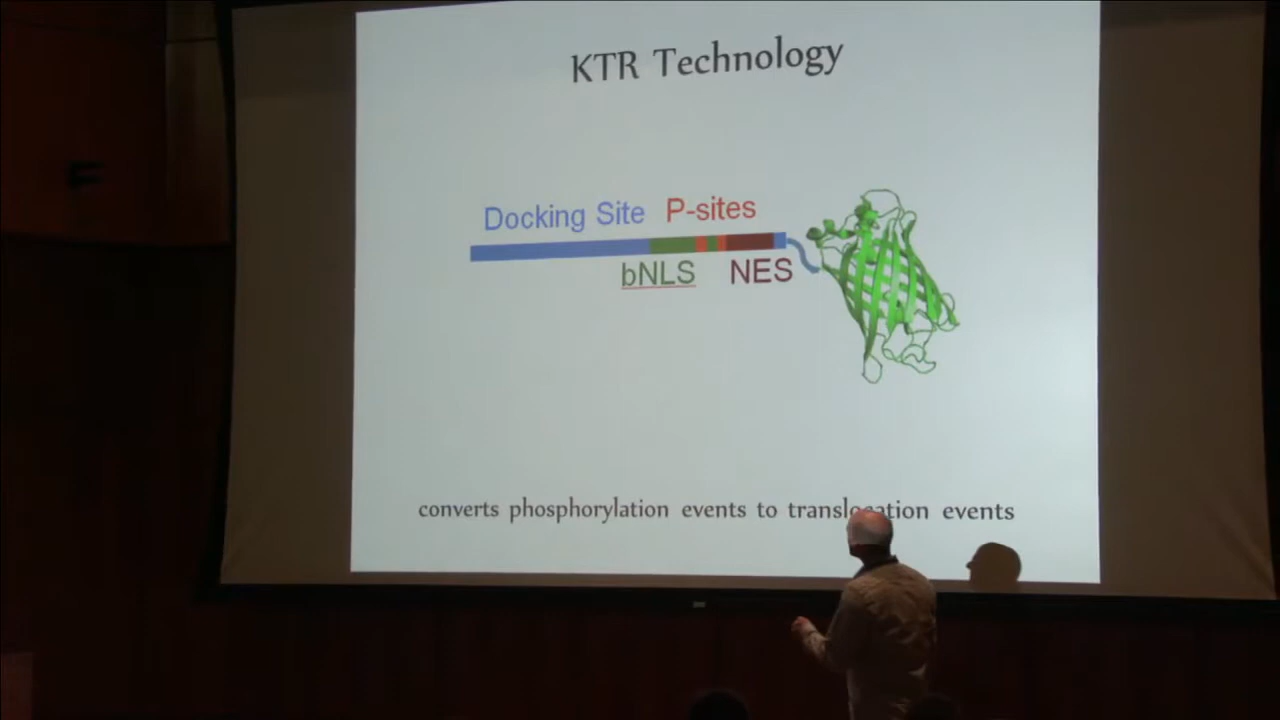 KTR Technology
Docking Site P-sites
bNLS NES
converts phosphorylation events to translocation events